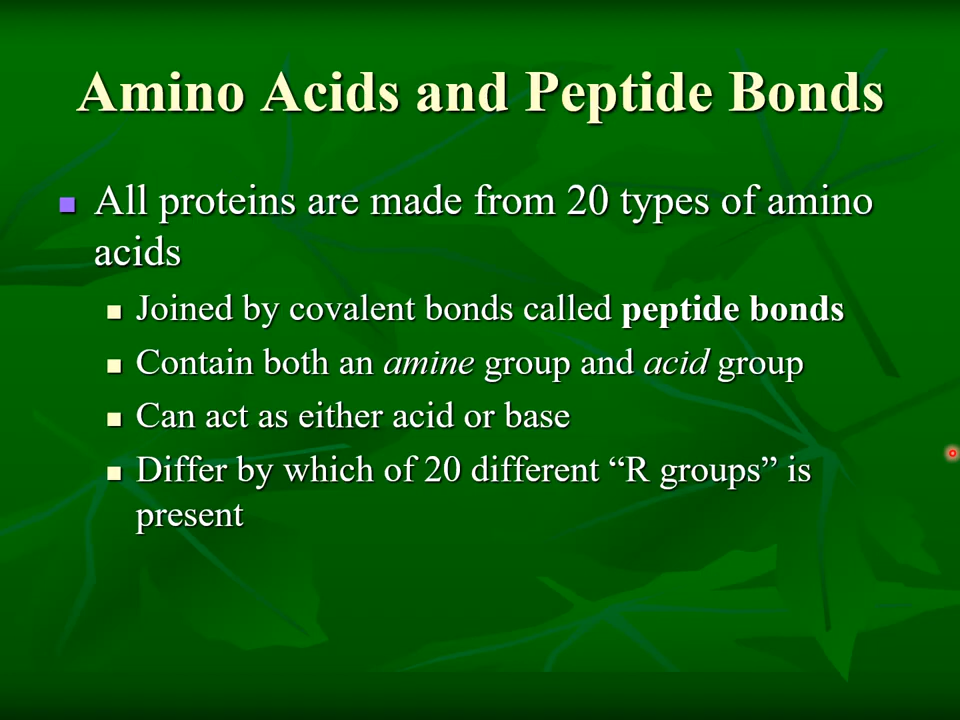 Amino Acids and Peptide Bonds
All proteins are made from 20 types of amino
acids
Joined by covalent bonds called peptide bonds
Contain both an amine group and acid group
Can act as either acid or base
Differ by which of 20 different “R groups” is
present